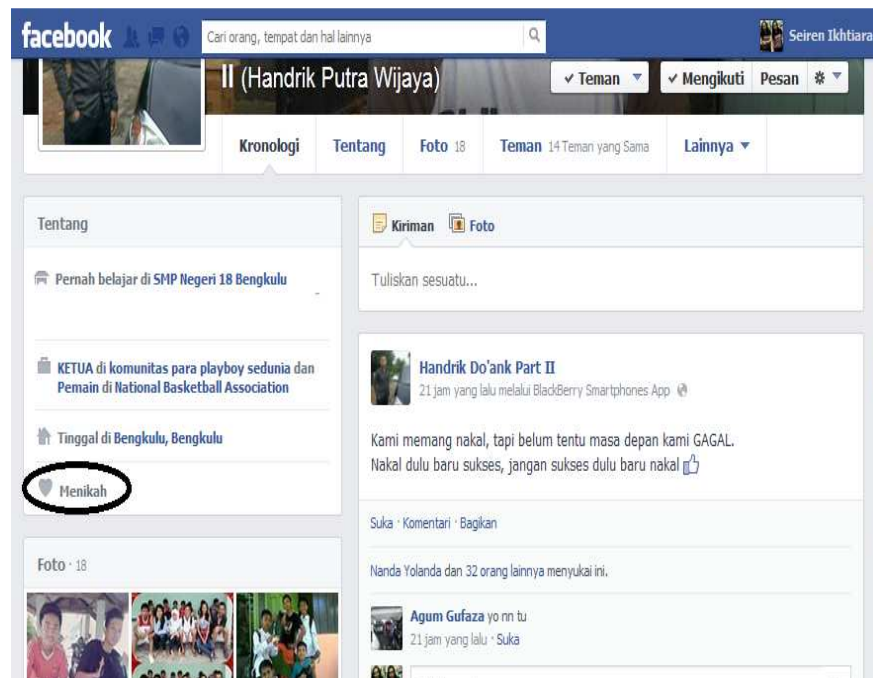 facebook
Cari orang, tempat dan hal lainnya
Seiren Ikhtiara
II (Handrik Putra Wijaya)
✓ Teman
✓ Mengikuti
Pesan
Kronologi
Tentang
Foto 18
Teman 14 Teman yang Sama
Lainnya
Tentang
Pernah belajar di SMP Negeri 18 Bengkulu
KETUA di komunitas para playboy sedunia dan
Pemain di National Basketball Association
Tinggal di Bengkulu, Bengkulu
Menikah
Foto · 18
Kiriman
Foto
Tuliskan sesuatu...
Handrik Do'ank Part II
21 jam yang lalu melalui BlackBerry Smartphones App
Kami memang nakal, tapi belum tentu masa depan kami GAGAL.
Nakal dulu baru sukses, jangan sukses dulu baru nakal
Suka · Komentari · Bagikan
Nanda Yolanda dan 32 orang lainnya menyukai ini.
Agum Gufaza yo nn tu
21 jam yang lalu · Suka